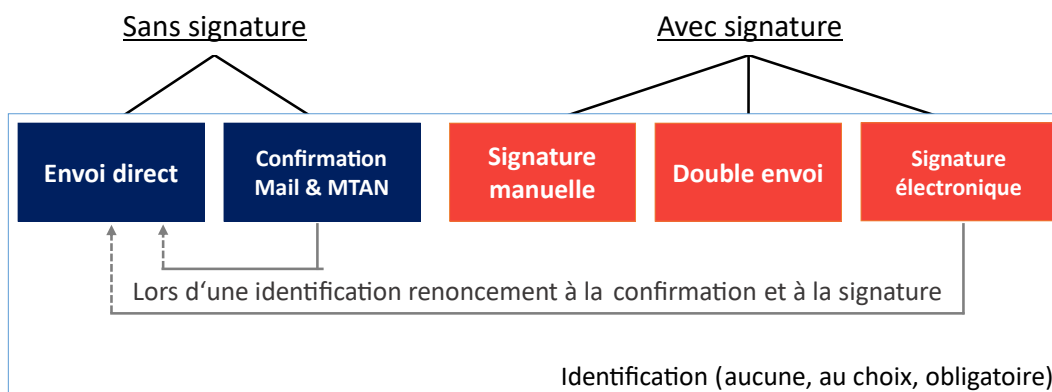 Sans signature
Avec signature
Envoi direct
Confirmation
Mail & MTAN
Signature
manuelle
Double envoi
Signature
électronique
Lors d‘une identification renoncement à la confirmation et à la signature
Identification (aucune, au choix, obligatoire)